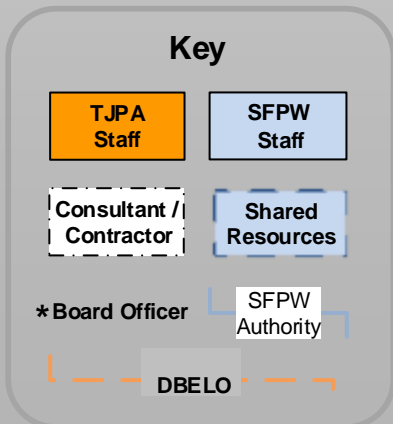 Key
TJPA
Staff
SFPW
Staff
Consultant /
Contractor
Shared
Resources
*Board Officer
SFPW
Authority
DBELO